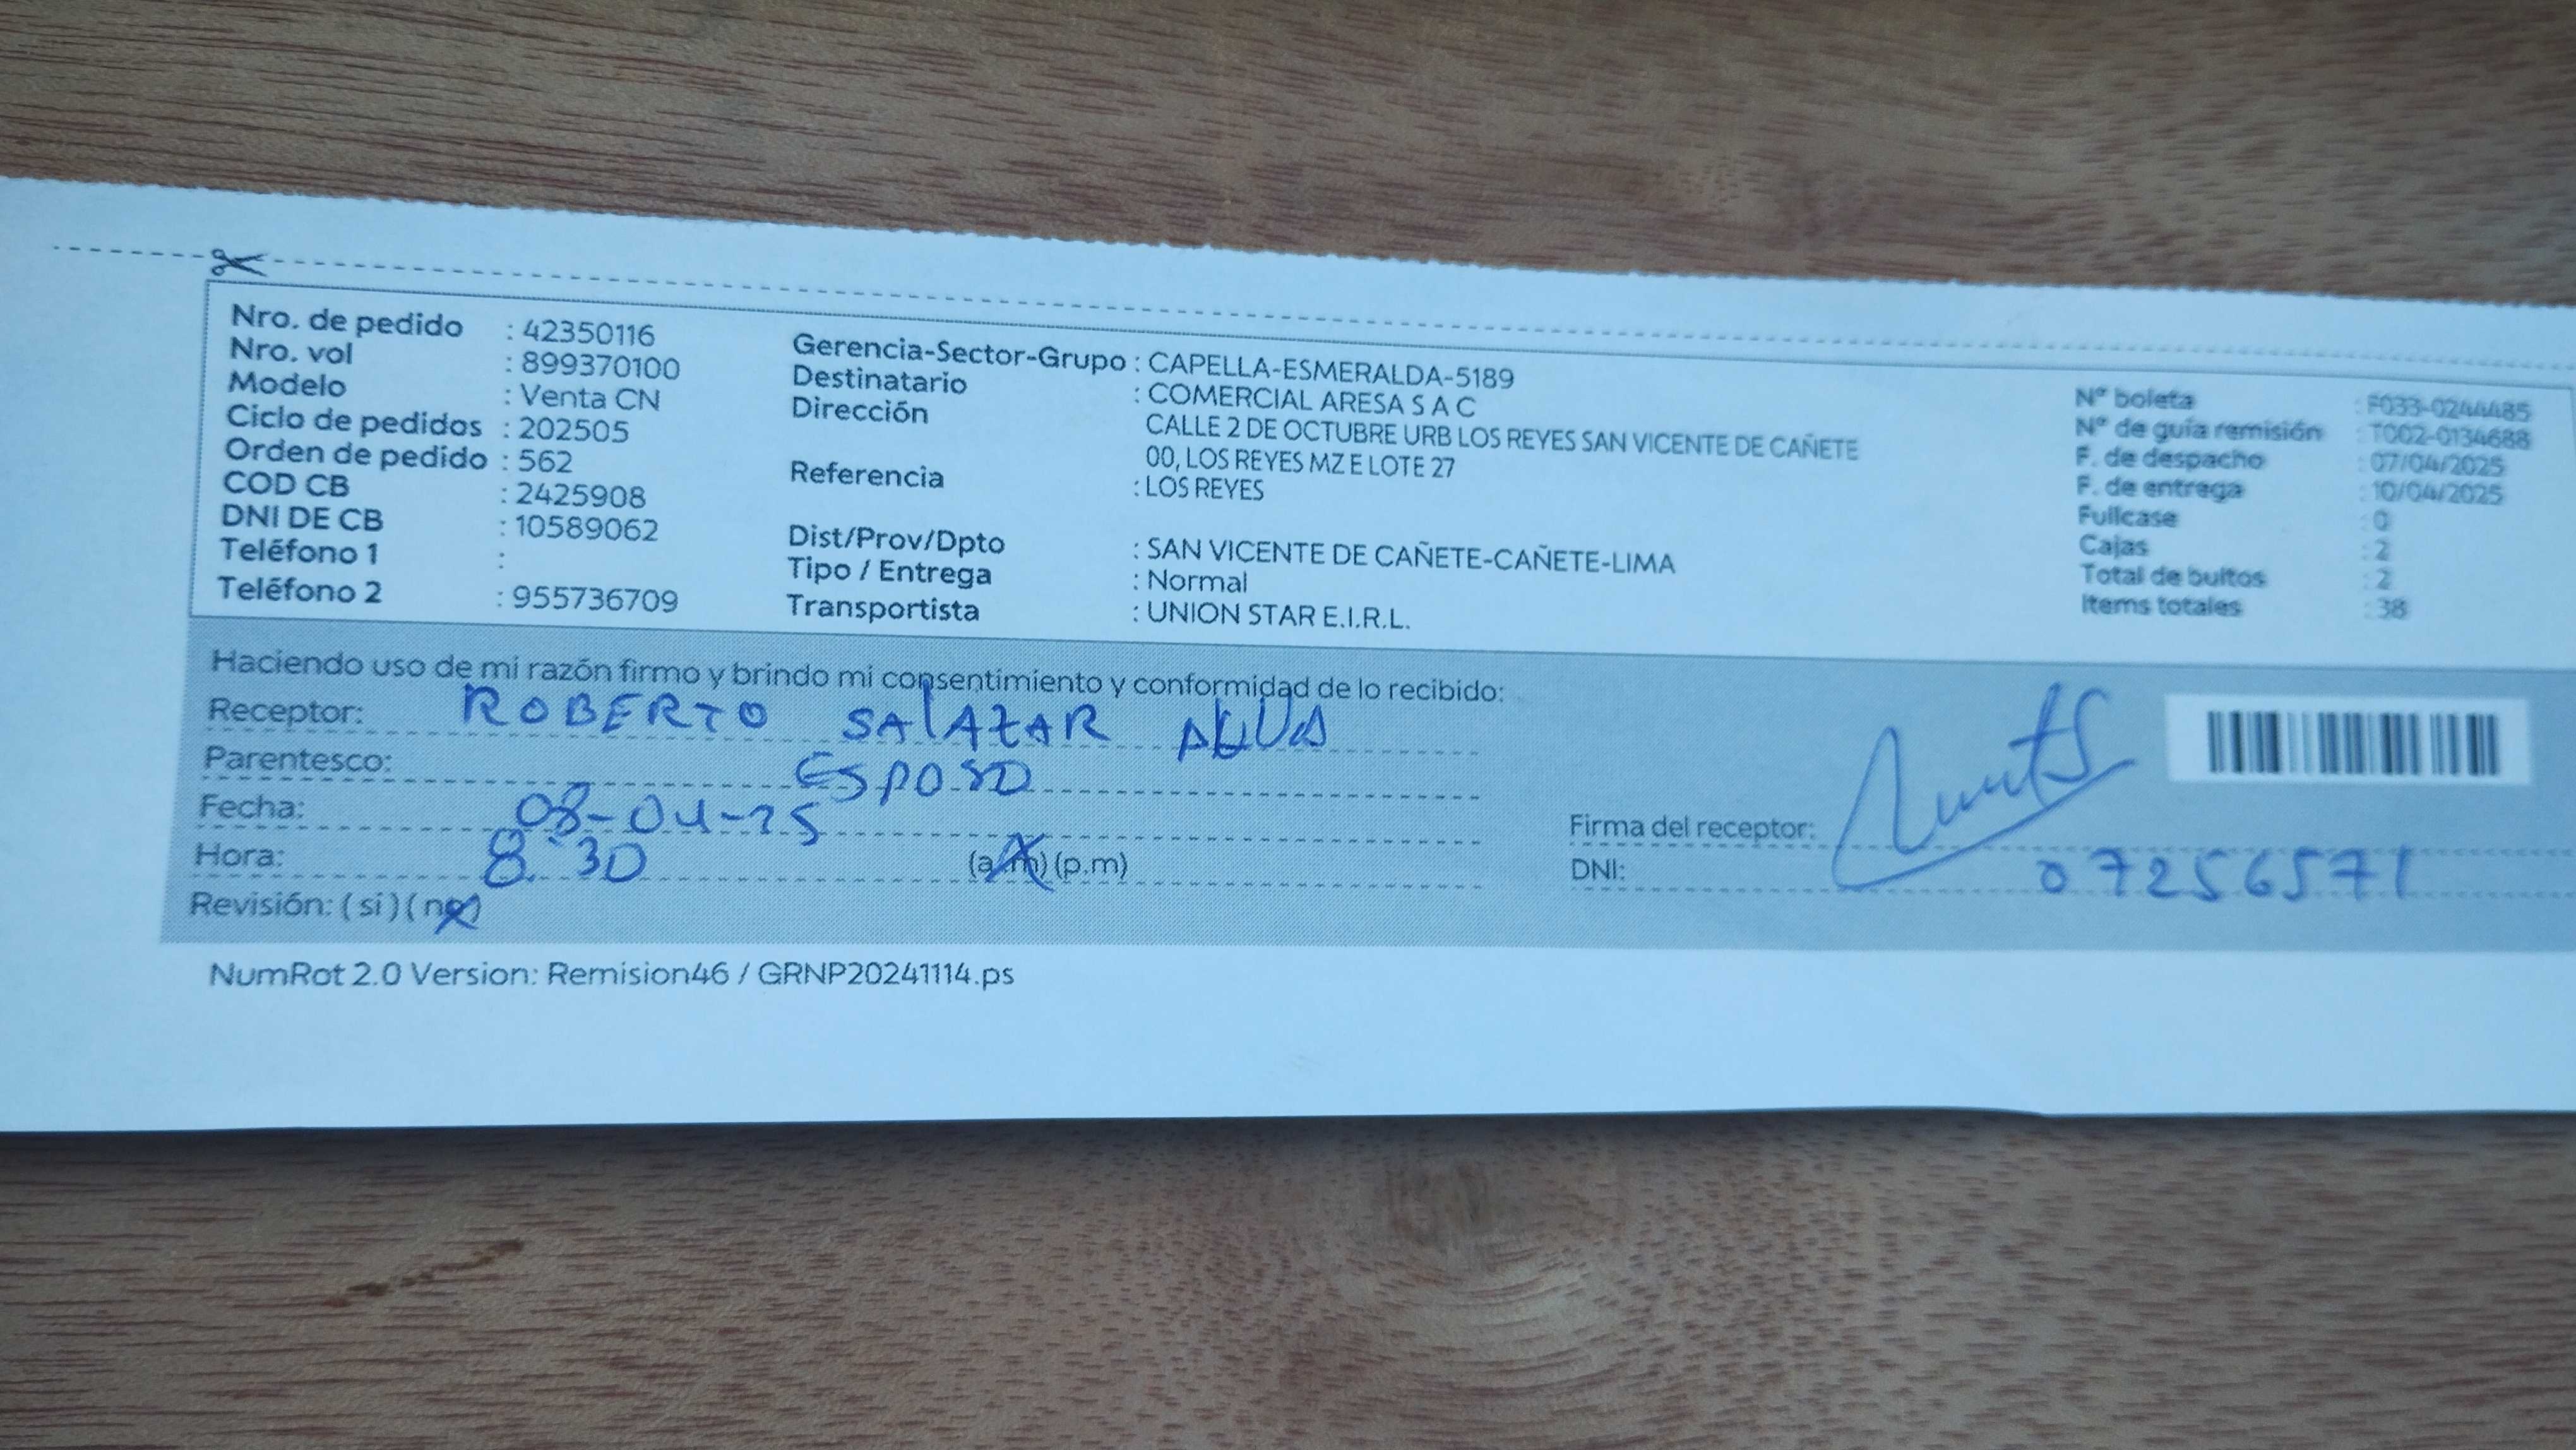 Nro. de pedido : 42350116
Nro. vol : 899370100
Modelo : Venta CN
Ciclo de pedidos : 202505
Orden de pedido : 562
COD CB : 2425908
DNI DE CB : 10589062
Teléfono 1 :
Teléfono 2 : 955736709
Gerencia-Sector-Grupo : CAPELLA-ESMERALDA-5189
Destinatario : COMERCIAL ARESA S A C
Dirección CALLE 2 DE OCTUBRE URB LOS REYES SAN VICENTE DE CAÑETE
00, LOS REYES MZ E LOTE 27
Referencia : LOS REYES
Dist/Prov/Dpto : SAN VICENTE DE CAÑETE-CAÑETE-LIMA
Tipo / Entrega : Normal
Transportista : UNION STAR E.I.R.L.
Nº boleta : F033-0244485
Nº de guía remisión : T002-0134688
F. de despacho : 07/04/2025
F. de entrega : 10/04/2025
Fullcase : 0
Cajas : 2
Total de bultos : 2
Items totales : 38
Haciendo uso de mi razón firmo y brindo mi consentimiento y conformidad de lo recibido:
Receptor: ROBERTO SALAZAR
Parentesco: ESPOSO
Fecha: 08-04-25
Hora: 8:30 (a.m) (p.m)
Revisión: ( si ) ( no )
Firma del receptor:
DNI: 07256571
NumRot 2.0 Version: Remision46 / GRNP20241114.ps